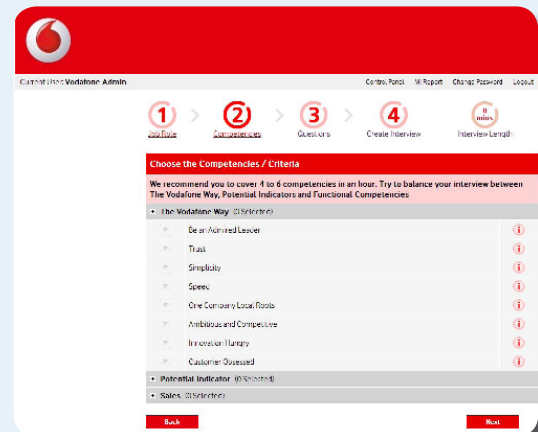 Current User: Vodafone Admin
Control Panel MI Report Change Password Logout
1 > 2 > 3 > 4 0 mins
Job Role Competencies Questions Create Interview Interview Length
Choose the Competencies / Criteria
We recommend you to cover 4 to 6 competencies in an hour. Try to balance your interview between
The Vodafone Way, Potential Indicators and Functional Competencies
The Vodafone Way (0 Selected)
Be an Admired Leader
Trust
Simplicity
Speed
One Company Local Roots
Ambitious and Competitive
Innovation Hungry
Customer Obsessed
+ Potential Indicator (0 Selected)
+ Sales (0 Selected)
Back Next